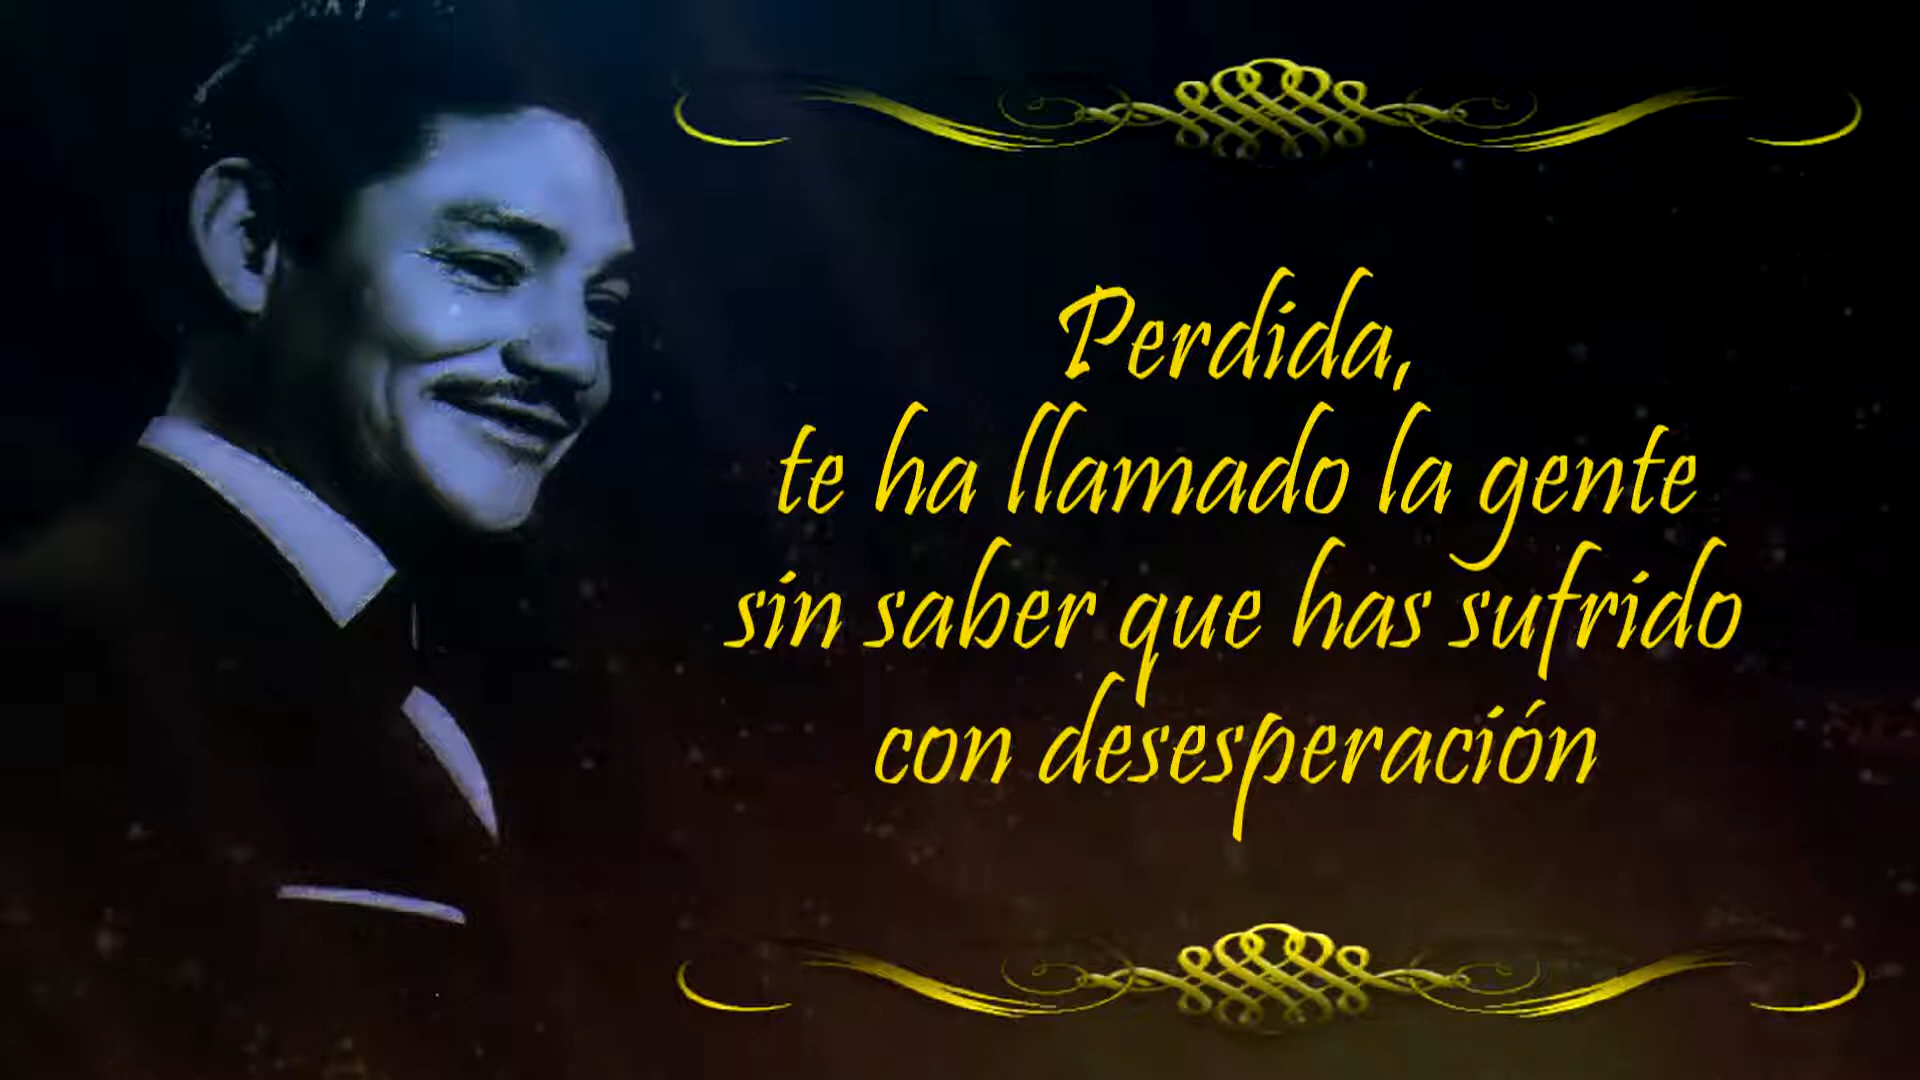 Perdida,
te ha llamado la gente
sin saber que has sufrido
con desesperación